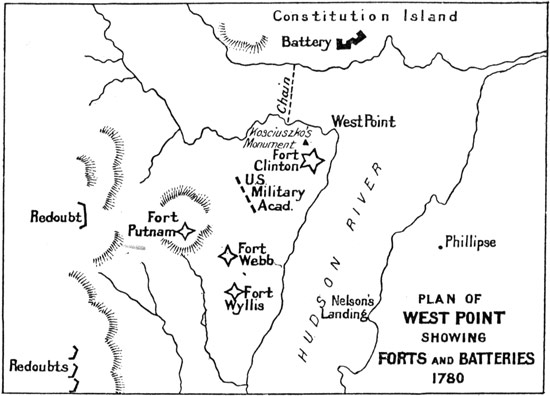 Constitution Island
Battery
Chain
West Point
Kosciuszko's
Monument
Fort
Clinton
U.S.
Military
Acad.
Redoubt
Fort
Putnam
Fort
Webb
Fort
Wyllis
HUDSON RIVER
Phillipse
Nelson's
Landing
Redoubts
PLAN OF
WEST POINT
SHOWING
FORTS AND BATTERIES
1780